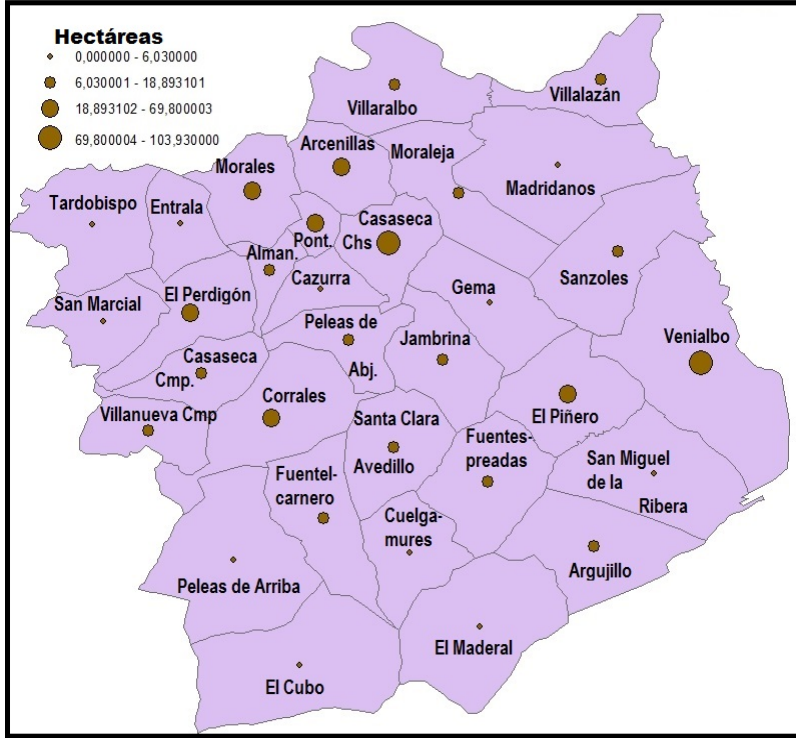 Hectáreas
0,000000 - 6,030000
6,030001 - 18,893101
18,893102 - 69,800003
69,800004 - 103,930000
Villaralbo
Villalazán
Arcenillas
Moraleja
Morales
Madridanos
Tardobispo
Entrala
Casaseca
Chs
Pont.
Alman.
Sanzoles
Cazurra
Gema
San Marcial
El Perdigón
Peleas de
Abj.
Jambrina
Venialbo
Casaseca
Cmp.
Corrales
Villanueva Cmp
Santa Clara
Avedillo
El Piñero
Fuentes-
preadas
San Miguel
de la
Ribera
Fuentel-
carnero
Cuelga-
mures
Argujillo
Peleas de Arriba
El Maderal
El Cubo